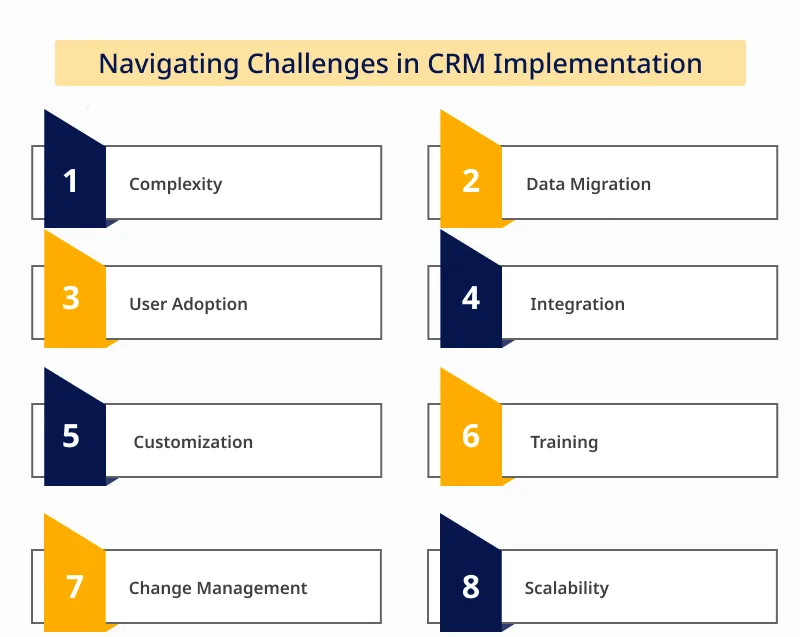 Navigating Challenges in CRM Implementation
1 Complexity
2 Data Migration
3 User Adoption
4 Integration
5 Customization
6 Training
7 Change Management
8 Scalability